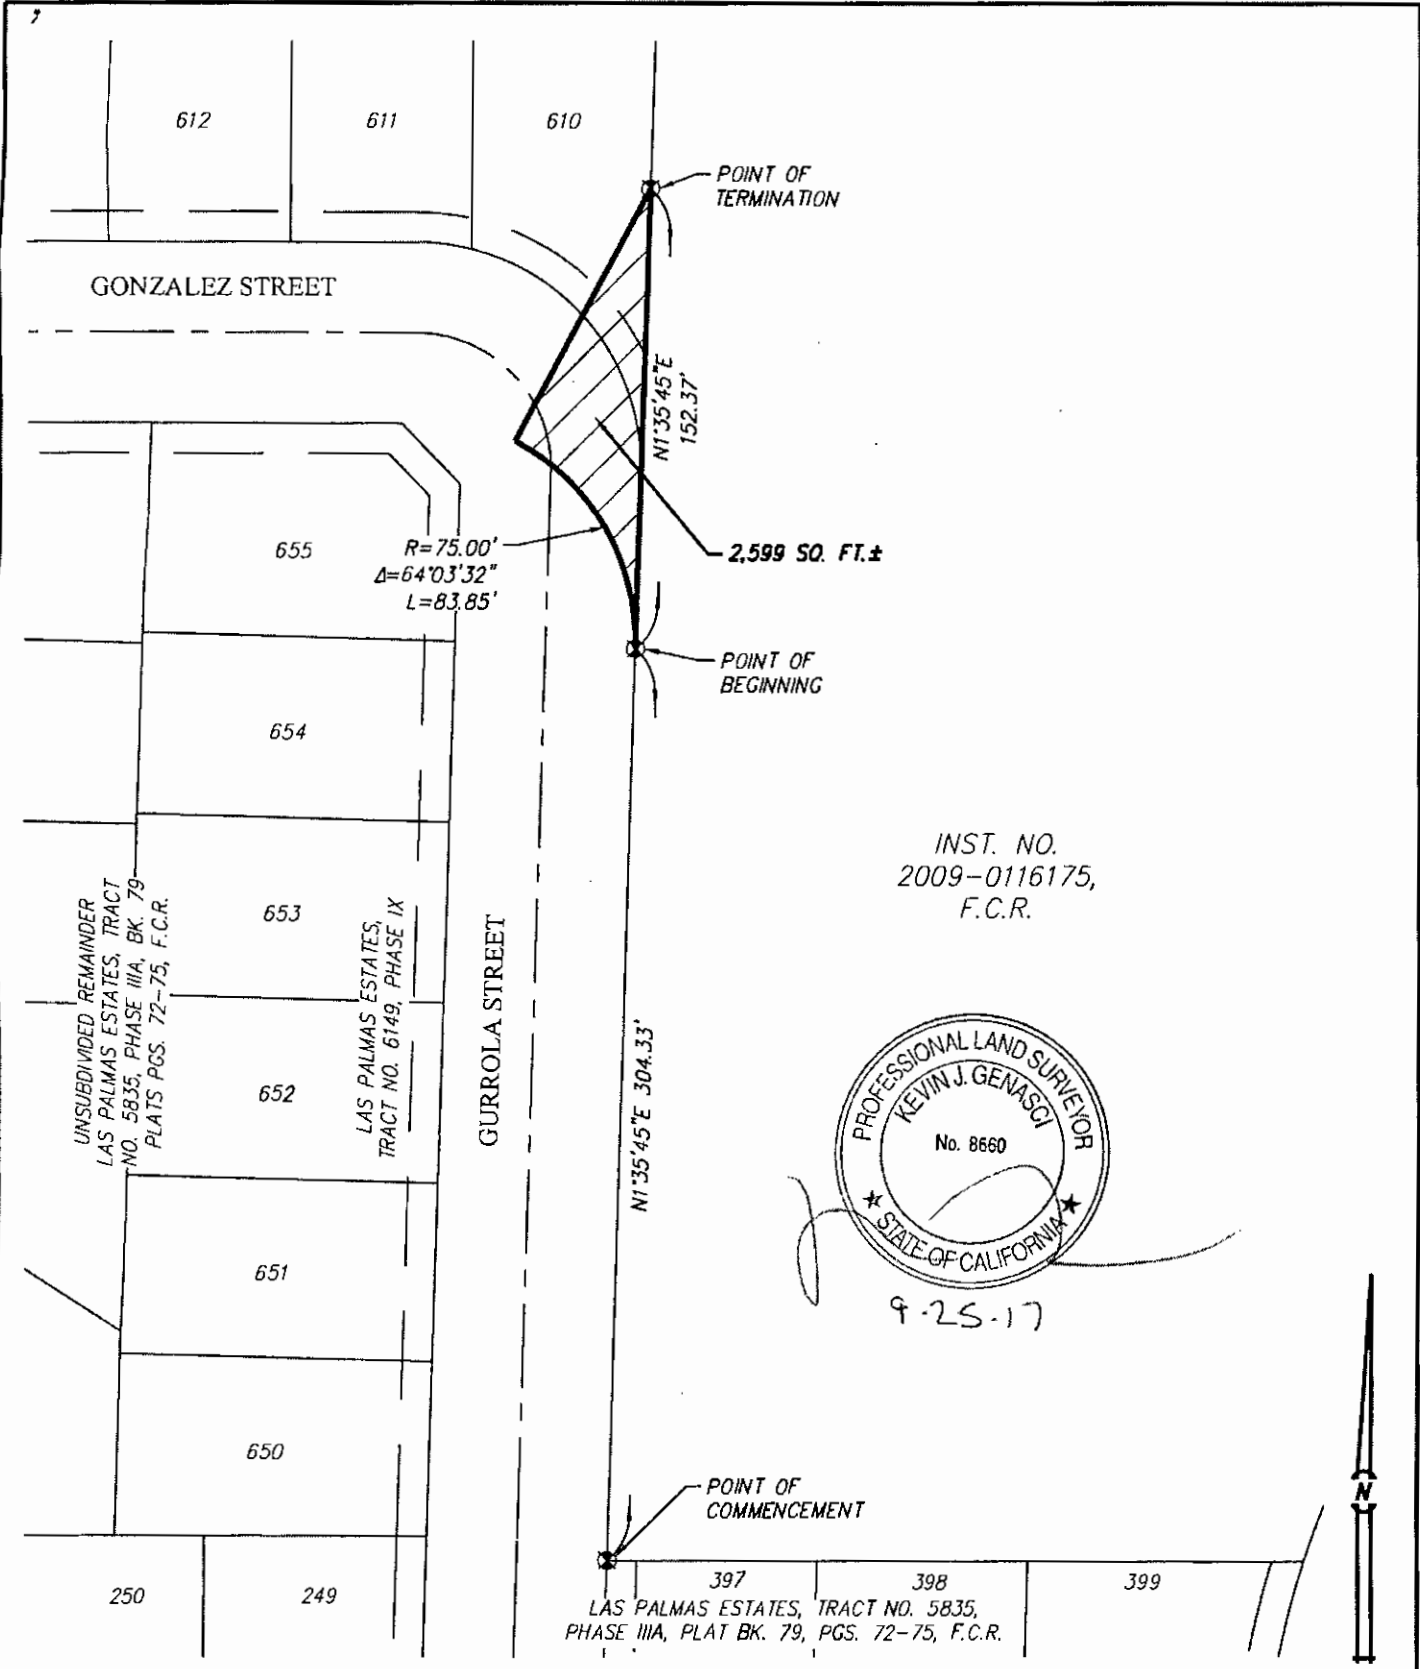 612
611
610
POINT OF
TERMINATION
GONZALEZ STREET
N1°35'45"E
152.37'
655
R=75.00'
Δ=64°03'32"
L=83.85'
2,599 SQ. FT.±
POINT OF
BEGINNING
654
INST. NO.
2009-0116175,
F.C.R.
653
UNSUBDIVIDED REMAINDER
LAS PALMAS ESTATES, TRACT
NO. 5835, PHASE IIIA, BK. 79
PLATS PGS. 72-75, F.C.R.
LAS PALMAS ESTATES,
TRACT NO. 6149, PHASE IX
GURROLA STREET
N1°35'45"E 304.33'
652
PROFESSIONAL LAND SURVEYOR
KEVIN J. GENASCI
No. 8660
STATE OF CALIFORNIA
9-25-17
651
650
POINT OF
COMMENCEMENT
N
250
249
397
398
399
LAS PALMAS ESTATES, TRACT NO. 5835,
PHASE IIIA, PLAT BK. 79, PGS. 72-75, F.C.R.